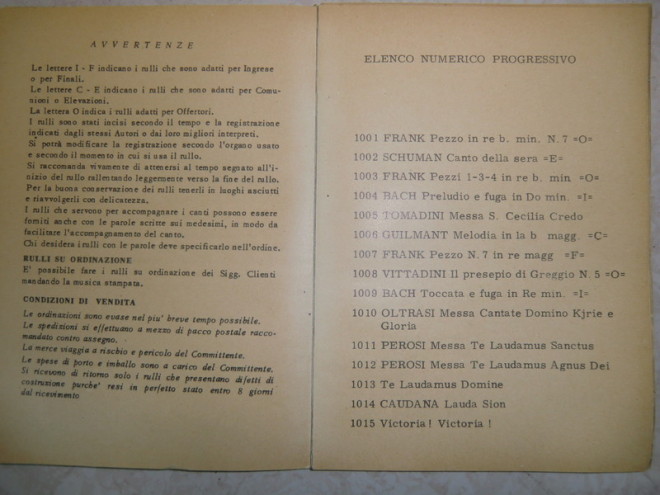 AVVERTENZE
Le lettere I - F indicano i rulli che sono adatti per Ingrese
o per Finali.
Le lettere C - E indicano i rulli che sono adatti per Comu-
nioni o Elevazioni.
La lettera O indica i rulli adatti per Offertori.
I rulli sono stati incisi secondo il tempo e la registrazione
indicati dagli stessi Autori o dai loro migliori interpreti.
Si potrà modificare la registrazione secondo l'organo usato
e secondo il momento in cui si usa il rullo.
Si raccomanda vivamente di attenersi al tempo segnato all'i-
nizio del rullo rallentando leggermente verso la fine del rullo.
Per la buona conservazione dei rulli tenerli in luoghi asciutti
e riavvolgerli con delicatezza.
I rulli che servono per accompagnare i canti possono essere
forniti anche con le parole scritte sui medesimi, in modo da
facilitare l'accompagnamento del canto.
Chi desidera i rulli con le parole deve specificarlo nell'ordine.
RULLI SU ORDINAZIONE
E' possibile fare i rulli su ordinazione dei Sigg. Clienti
mandando la musica stampata.
CONDIZIONI DI VENDITA
Le ordinazioni sono evase nel piu' breve tempo possibile.
Le spedizioni si effettuano a mezzo di pacco postale racco-
mandato contro assegno.
La merce viaggia a rischio e pericolo del Committente.
Le spese di porto e imballo sono a carico del Committente.
Si ricevono di ritorno solo i rulli che presentano difetti di
costruzione purche' resi in perfetto stato entro 8 giorni
dal ricevimento
ELENCO NUMERICO PROGRESSIVO
1001 FRANK Pezzo in re b. min. N. 7 =O=
1002 SCHUMAN Canto della sera =E=
1003 FRANK Pezzi 1-3-4 in re b. min. =O=
1004 BACH Preludio e fuga in Do min. =I=
1005 TOMADINI Messa S. Cecilia Credo
1006 GUILMANT Melodia in la b magg. =C=
1007 FRANK Pezzo N. 7 in re magg =F=
1008 VITTADINI Il presepio di Greggio N. 5 =O=
1009 BACH Toccata e fuga in Re min. =I=
1010 OLTRASI Messa Cantate Domino Kjrie e
Gloria
1011 PEROSI Messa Te Laudamus Sanctus
1012 PEROSI Messa Te Laudamus Agnus Dei
1013 Te Laudamus Domine
1014 CAUDANA Lauda Sion
1015 Victoria ! Victoria !